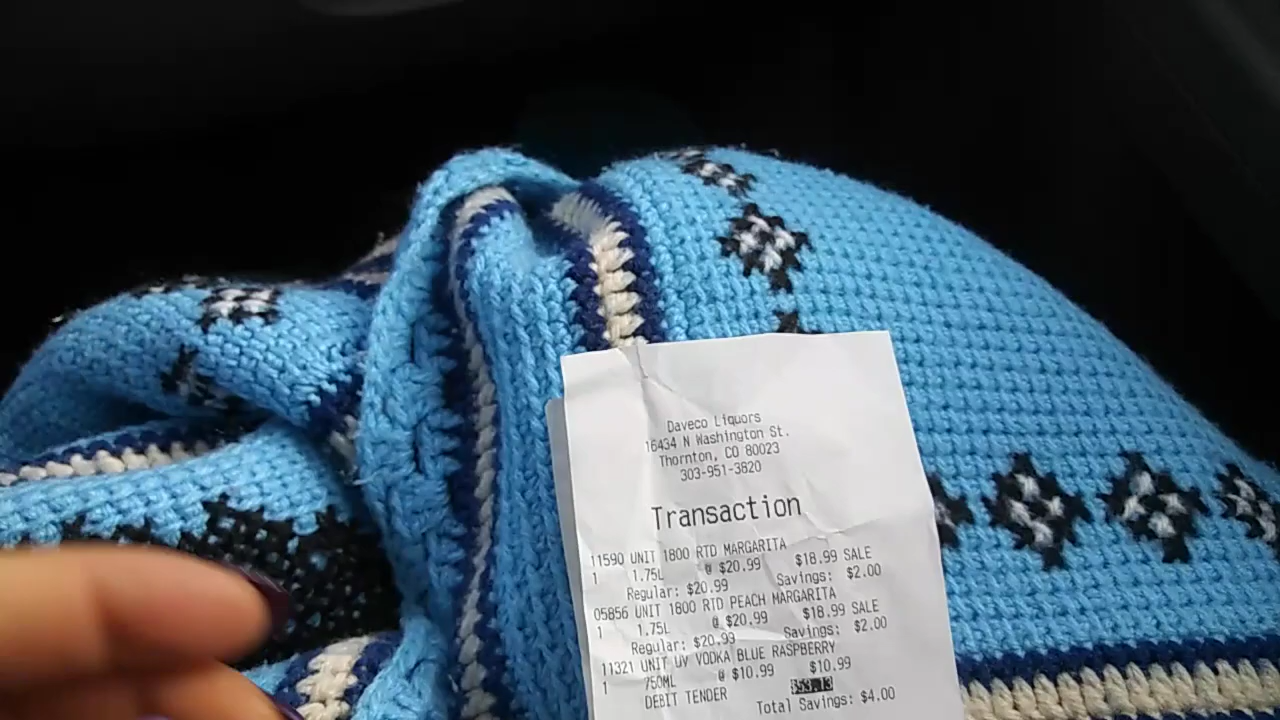 Daveco Liquors
16434 N Washington St.
Thornton, CO 80023
303-951-3820
Transaction
11590 UNIT 1800 RTD MARGARITA
1 1.75L @ $20.99 $18.99 SALE
Regular: $20.99 Savings: $2.00
05856 UNIT 1800 RTD PEACH MARGARITA
1 1.75L @ $20.99 $18.99 SALE
Regular: $20.99 Savings: $2.00
11321 UNIT UV VODKA BLUE RASPBERRY
1 750ML @ $10.99 $10.99
DEBIT TENDER $53.13
Total Savings: $4.00